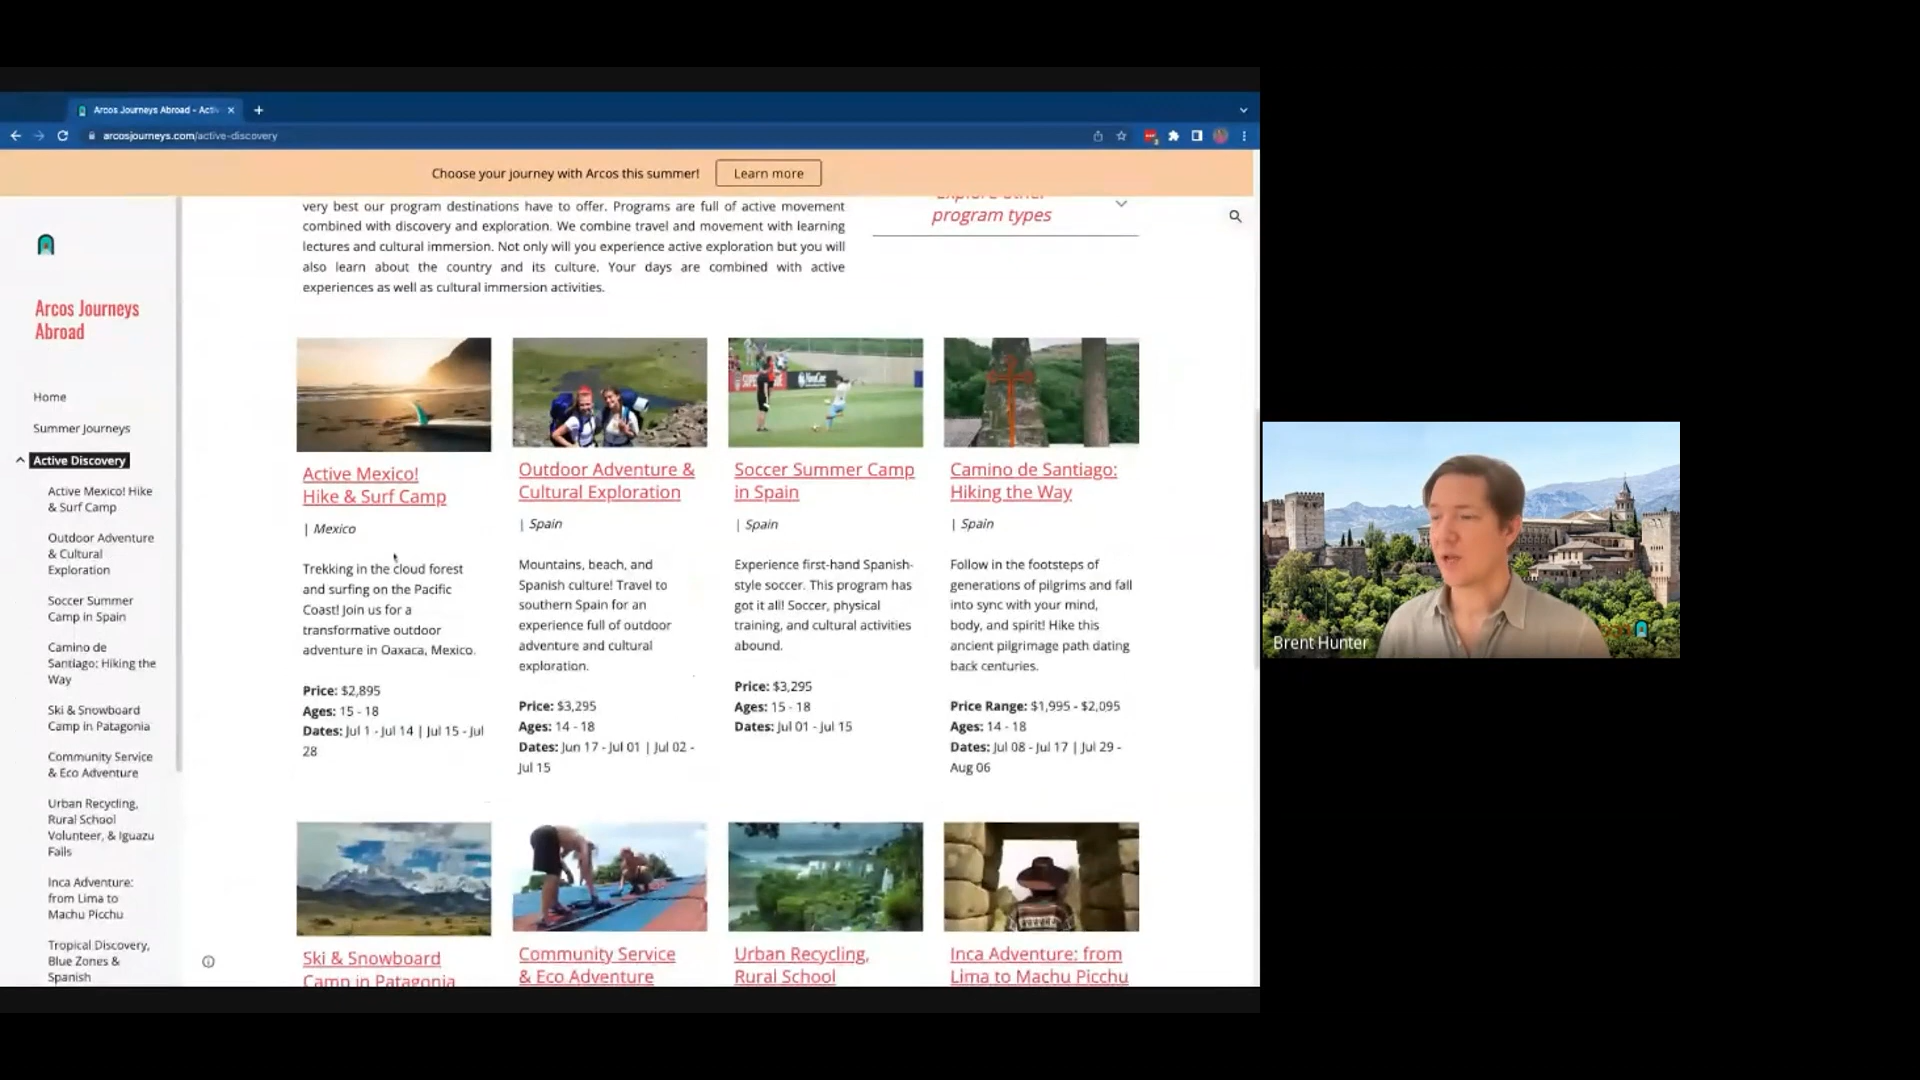 Arcos Journeys Abroad - Acti
arcosjourneys.com/active-discovery
Choose your journey with Arcos this summer!
Learn more
Arcos Journeys
Abroad
Home
Summer Journeys
Active Discovery
Active Mexico! Hike
& Surf Camp
Outdoor Adventure
& Cultural
Exploration
Soccer Summer
Camp in Spain
Camino de
Santiago: Hiking the
Way
Ski & Snowboard
Camp in Patagonia
Community Service
& Eco Adventure
Urban Recycling,
Rural School
Volunteer, & Iguazu
Falls
Inca Adventure:
from Lima to
Machu Picchu
Tropical Discovery,
Blue Zones &
Spanish
very best our program destinations have to offer. Programs are full of active movement
combined with discovery and exploration. We combine travel and movement with learning
lectures and cultural immersion. Not only will you experience active exploration but you will
also learn about the country and its culture. Your days are combined with active
experiences as well as cultural immersion activities.
Explore other
program types
Active Mexico!
Hike & Surf Camp
| Mexico
Trekking in the cloud forest
and surfing on the Pacific
Coast! Join us for a
transformative outdoor
adventure in Oaxaca, Mexico.
Price: $2,895
Ages: 15 - 18
Dates: Jul 1 - Jul 14 | Jul 15 - Jul
28
Outdoor Adventure &
Cultural Exploration
| Spain
Mountains, beach, and
Spanish culture! Travel to
southern Spain for an
experience full of outdoor
adventure and cultural
exploration.
Price: $3,295
Ages: 14 - 18
Dates: Jun 17 - Jul 01 | Jul 02 -
Jul 15
Soccer Summer Camp
in Spain
| Spain
Experience first-hand Spanish-
style soccer. This program has
got it all! Soccer, physical
training, and cultural activities
abound.
Price: $3,295
Ages: 15 - 18
Dates: Jul 01 - Jul 15
Camino de Santiago:
Hiking the Way
| Spain
Follow in the footsteps of
generations of pilgrims and fall
into sync with your mind,
body, and spirit! Hike this
ancient pilgrimage path dating
back centuries.
Price Range: $1,995 - $2,095
Ages: 14 - 18
Dates: Jul 08 - Jul 17 | Jul 29 -
Aug 06
Ski & Snowboard
Camp in Patagonia
Community Service
& Eco Adventure
Urban Recycling,
Rural School
Inca Adventure: from
Lima to Machu Picchu
Brent Hunter